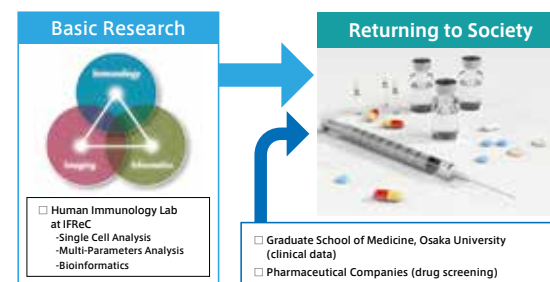 Basic Research
Immunology
Imaging
Informatics
□ Human Immunology Lab
at IFReC
-Single Cell Analysis
-Multi-Parameters Analysis
-Bioinformatics
Returning to Society
□ Graduate School of Medicine, Osaka University
(clinical data)
□ Pharmaceutical Companies (drug screening)